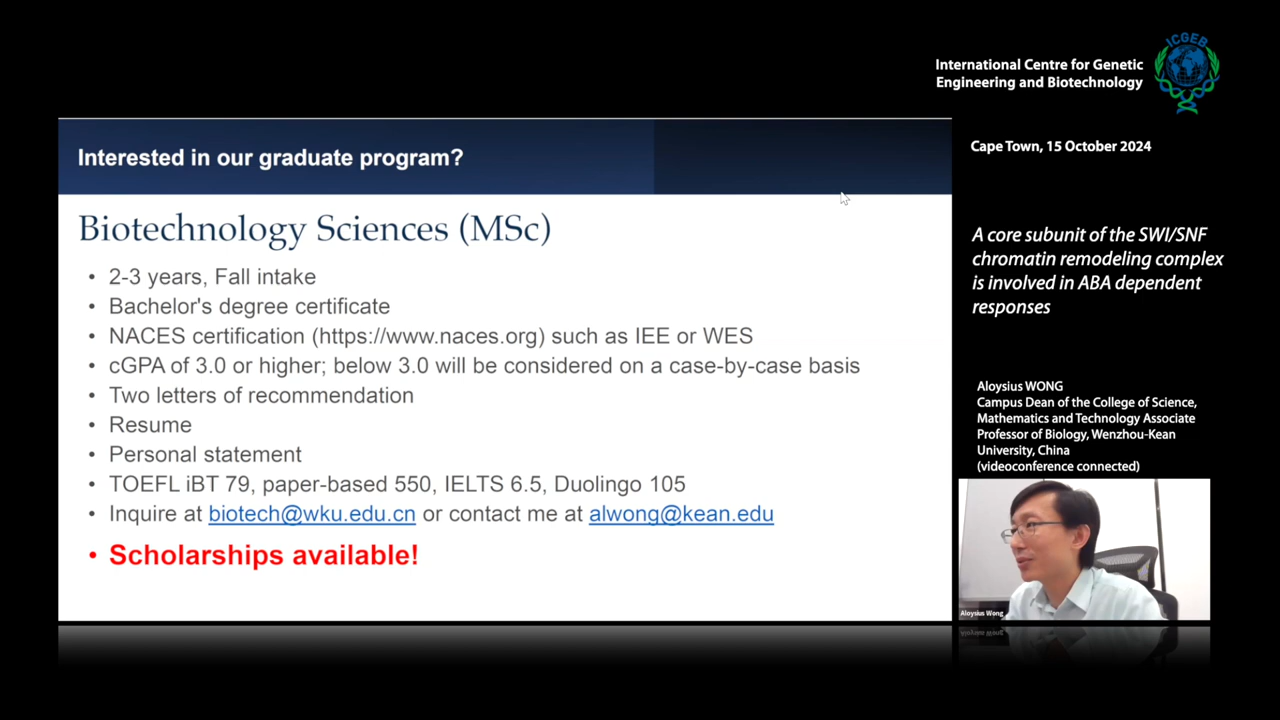 ICGEB
International Centre for Genetic
Engineering and Biotechnology
Interested in our graduate program?
Cape Town, 15 October 2024
Biotechnology Sciences (MSc)
• 2-3 years, Fall intake
• Bachelor's degree certificate
• NACES certification (https://www.naces.org) such as IEE or WES
• cGPA of 3.0 or higher; below 3.0 will be considered on a case-by-case basis
• Two letters of recommendation
• Resume
• Personal statement
• TOEFL iBT 79, paper-based 550, IELTS 6.5, Duolingo 105
• Inquire at biotech@wku.edu.cn or contact me at alwong@kean.edu
• Scholarships available!
A core subunit of the SWI/SNF
chromatin remodeling complex
is involved in ABA dependent
responses
Aloysius WONG
Campus Dean of the College of Science,
Mathematics and Technology Associate
Professor of Biology, Wenzhou-Kean
University, China
(videoconference connected)
Aloysius Wong